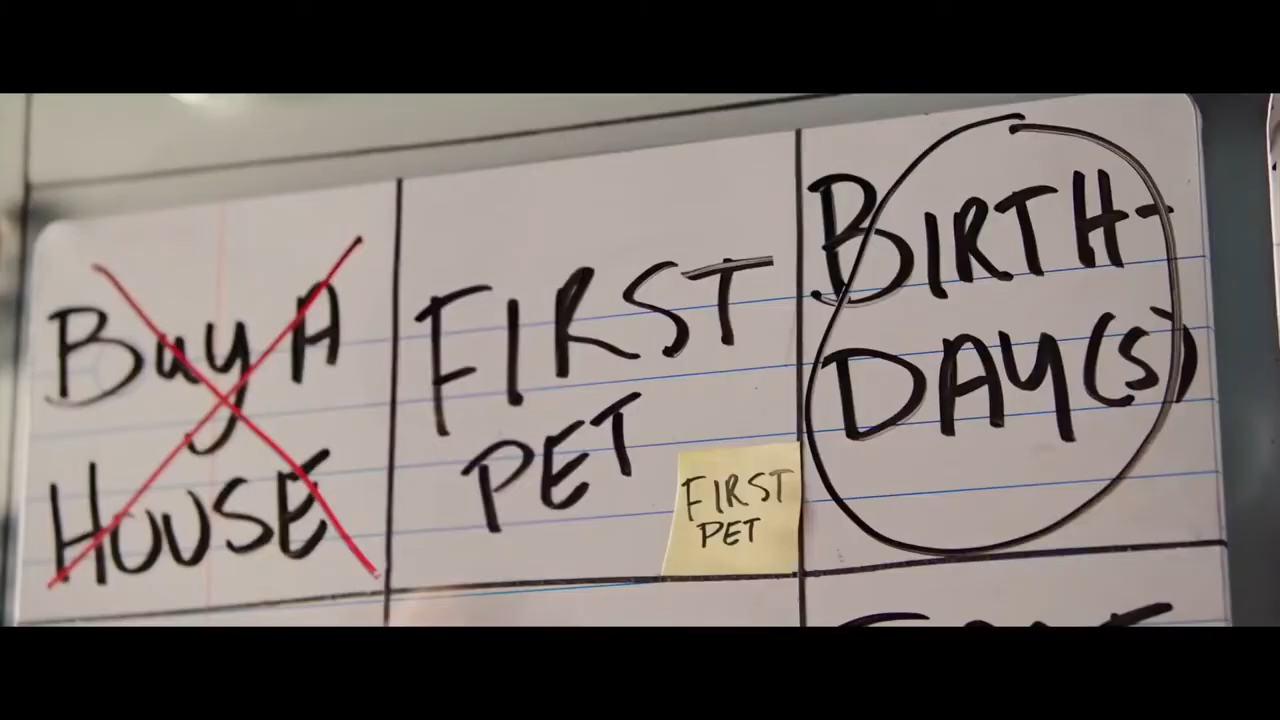 BUY A
HOUSE
FIRST
PET
FIRST
PET
BIRTH-
DAY(S)